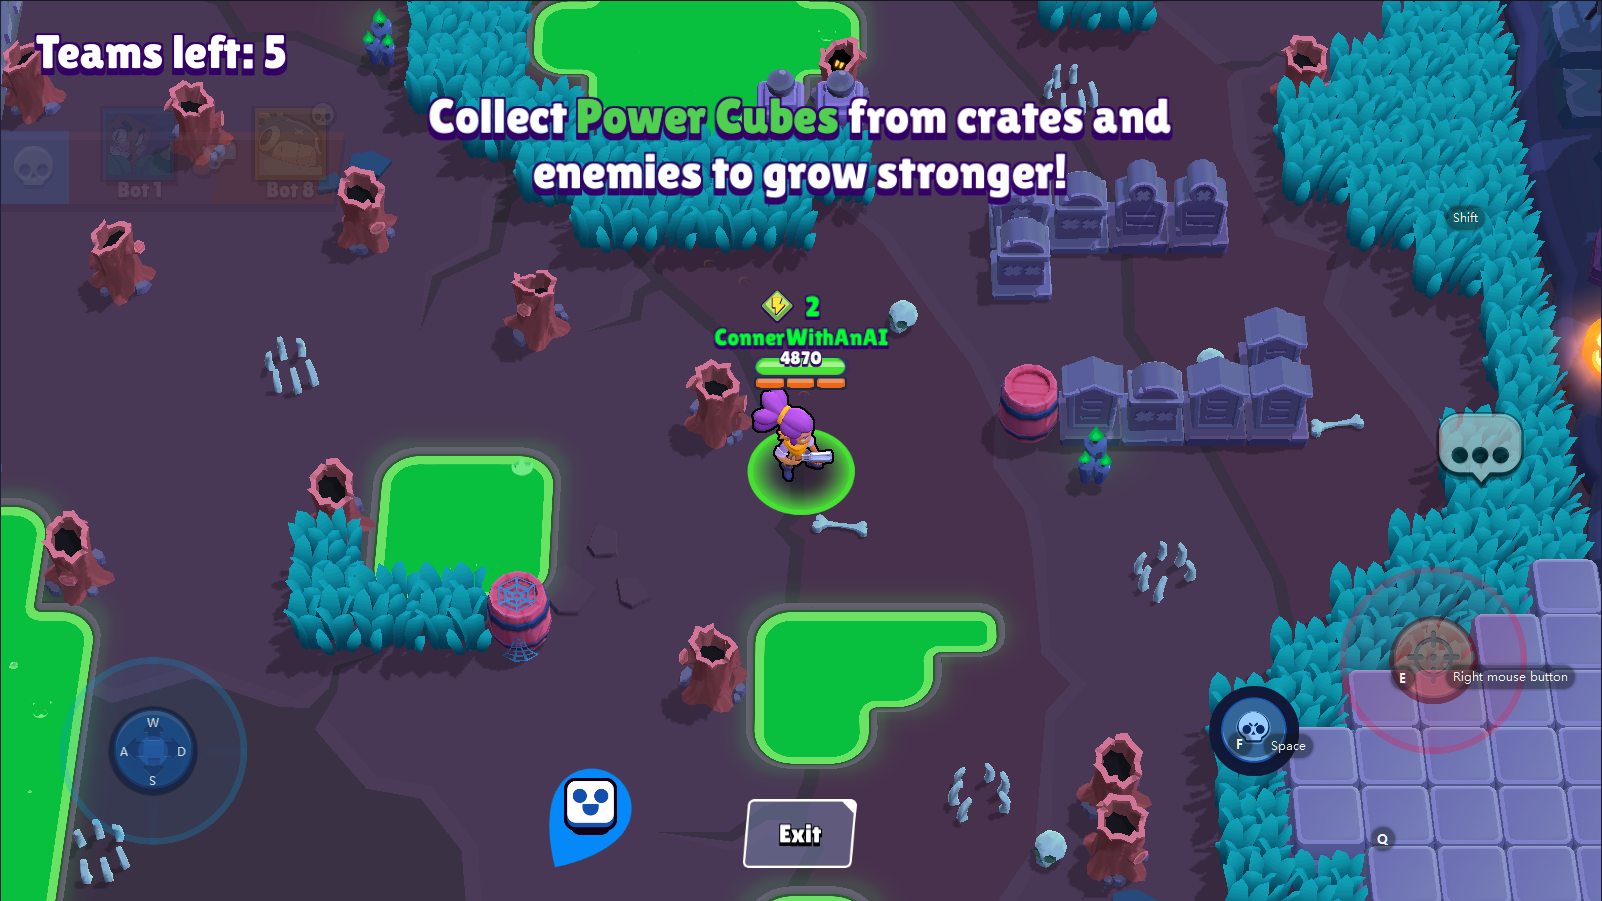 Teams left: 5
Collect Power Cubes from crates and
enemies to grow stronger!
Bot 1
Bot 8
Shift
2
ConnerWithAnAI
4870
E
Right mouse button
W
A
D
S
F
Space
Exit
Q